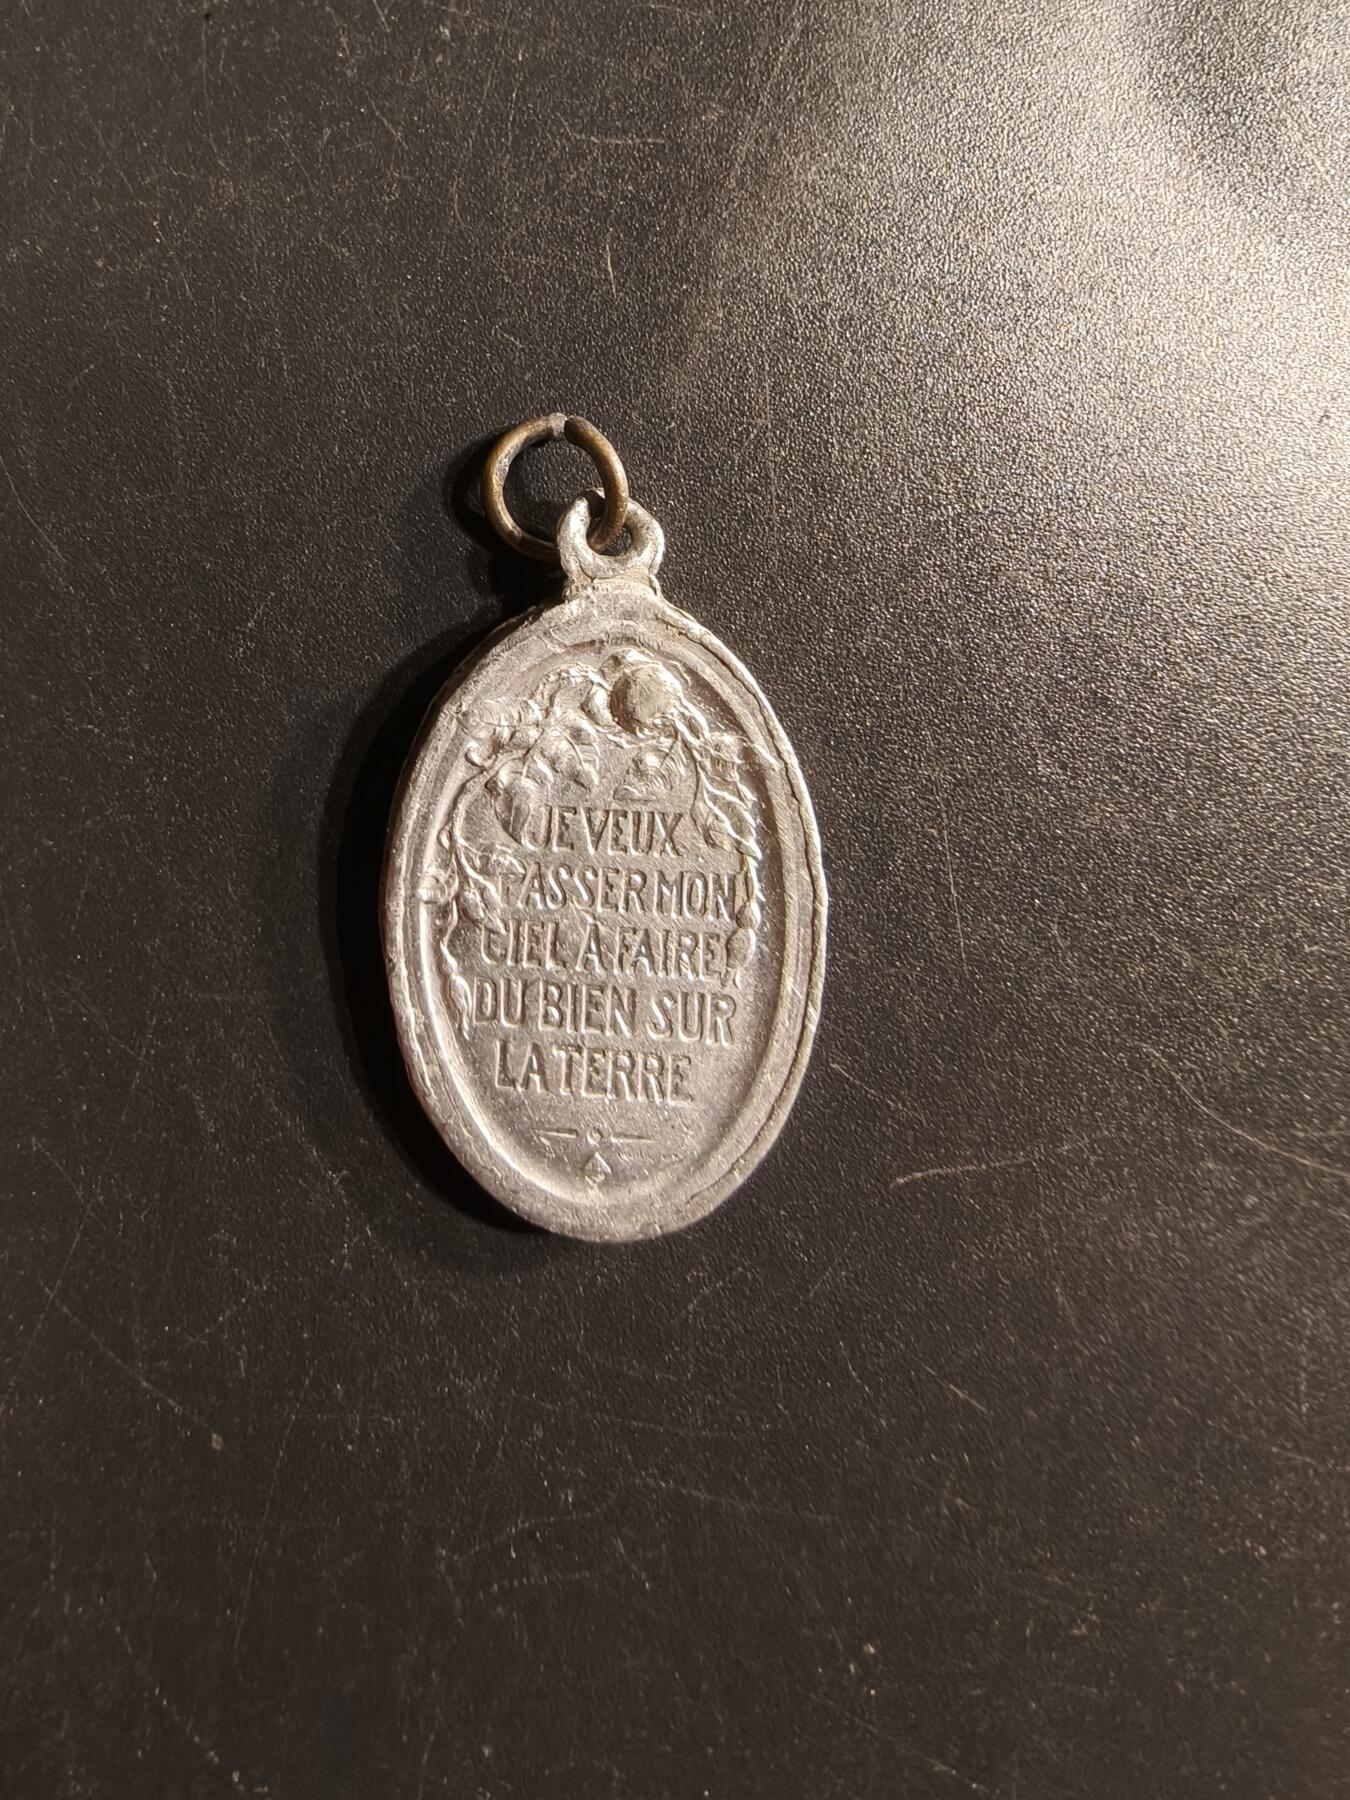 JE VEUX
PASSER MON
CIEL À FAIRE
DU BIEN SUR
LA TERRE